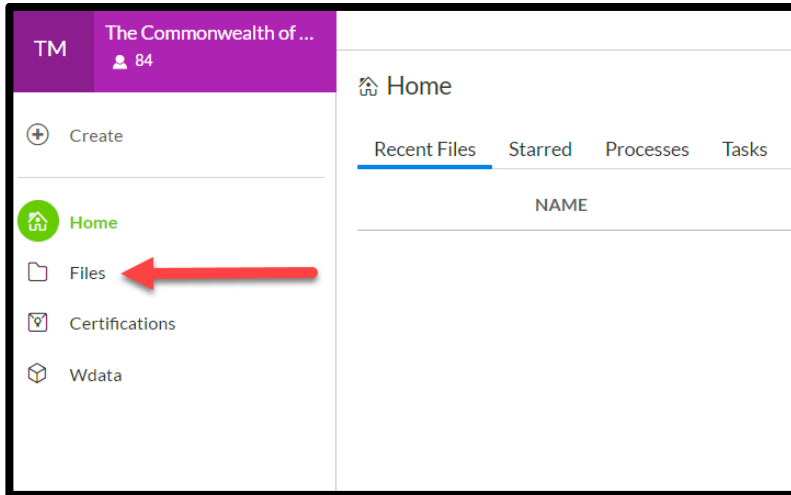 TM
The Commonwealth of ...
84
Create
Home
Files
Certifications
Wdata
Home
Recent Files Starred Processes Tasks
NAME